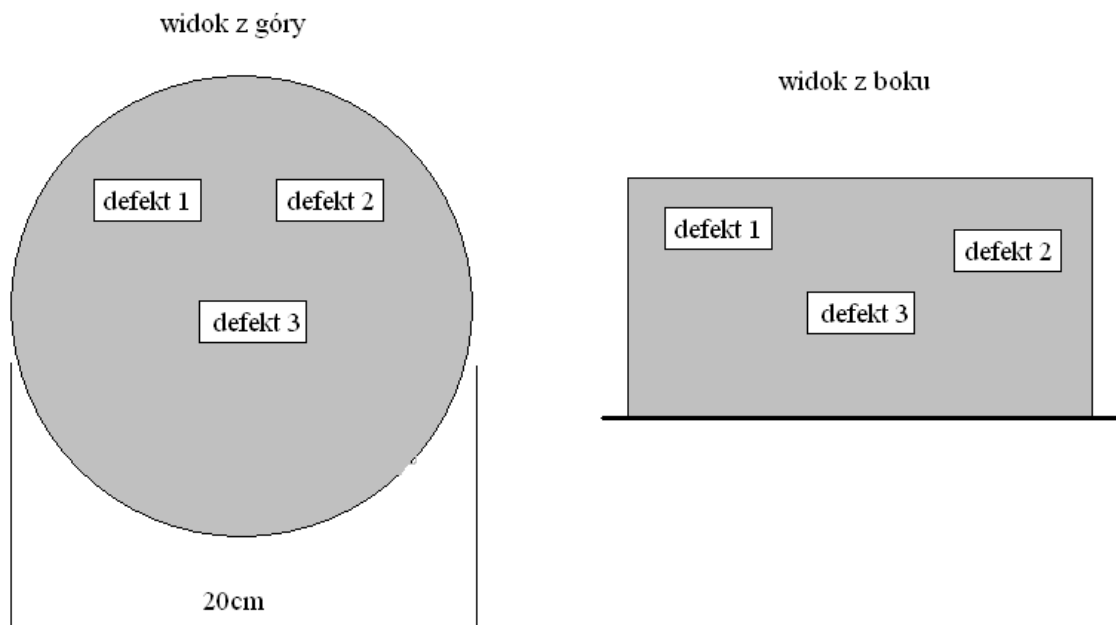 widok z góry
defekt 1
defekt 2
defekt 3
20cm
widok z boku
defekt 1
defekt 2
defekt 3